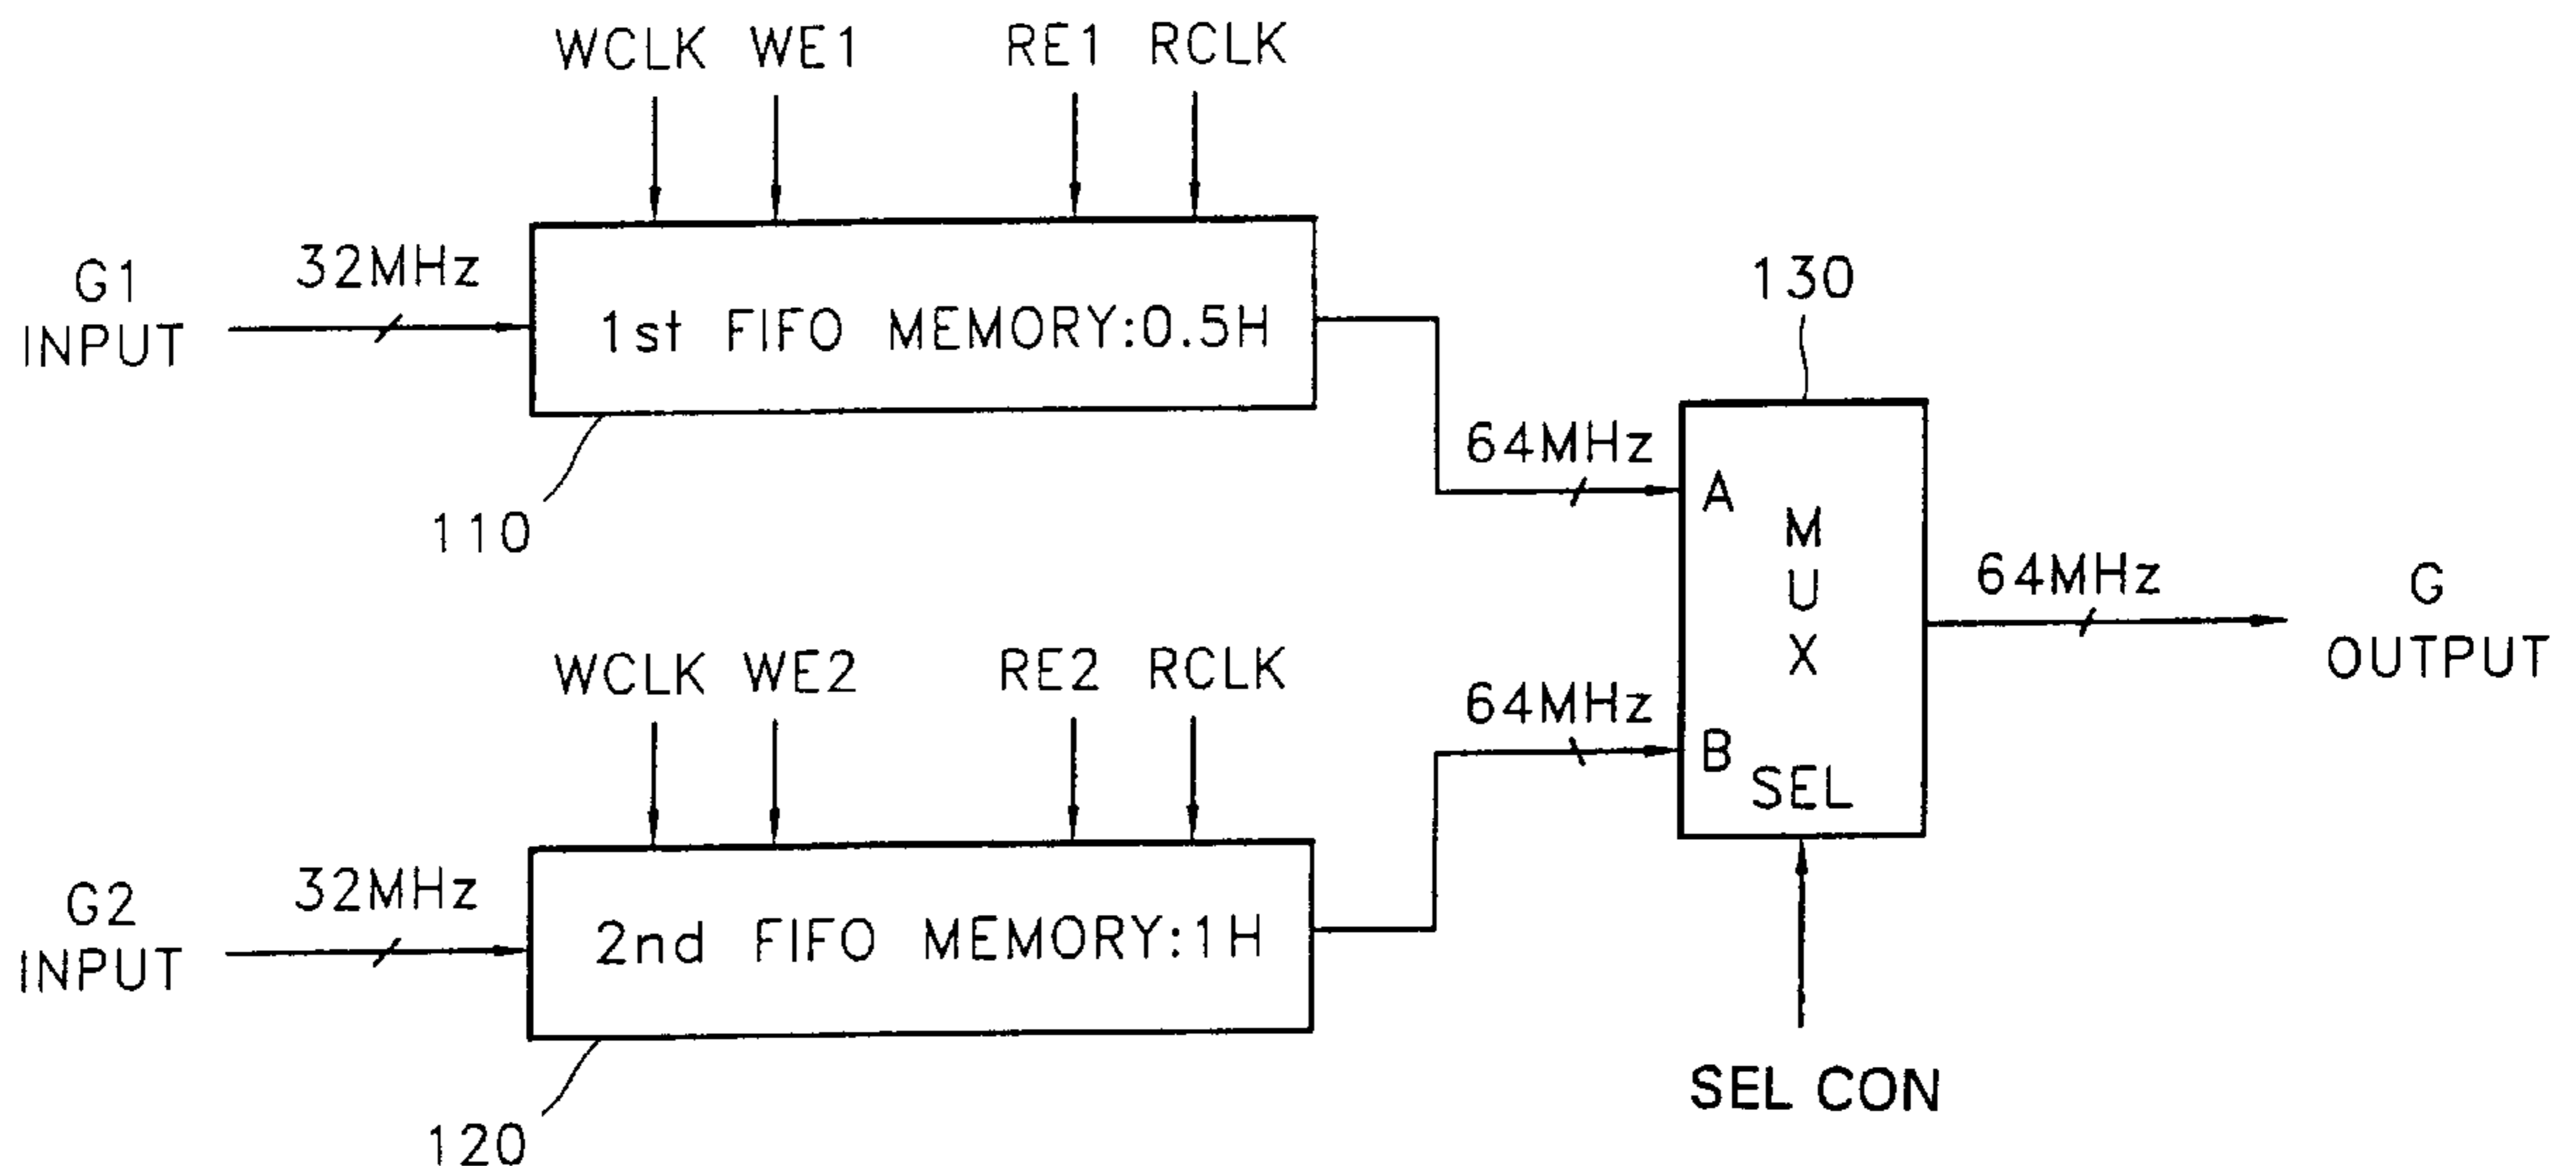 WCLK WE1 RE1 RCLK
G1
INPUT
32MHz
1st FIFO MEMORY:0.5H
110
130
64MHz
A
M
U
X
64MHz
G
OUTPUT
WCLK WE2 RE2 RCLK
64MHz
B
SEL
G2
INPUT
32MHz
2nd FIFO MEMORY:1H
120
SEL CON